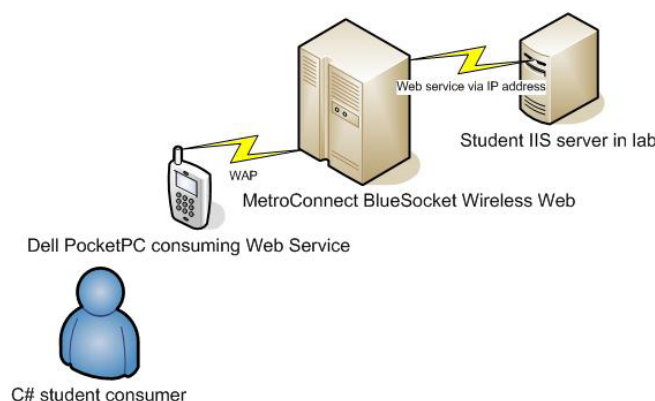 Web service via IP address
Student IIS server in lab
WAP
MetroConnect BlueSocket Wireless Web
Dell PocketPC consuming Web Service
C# student consumer